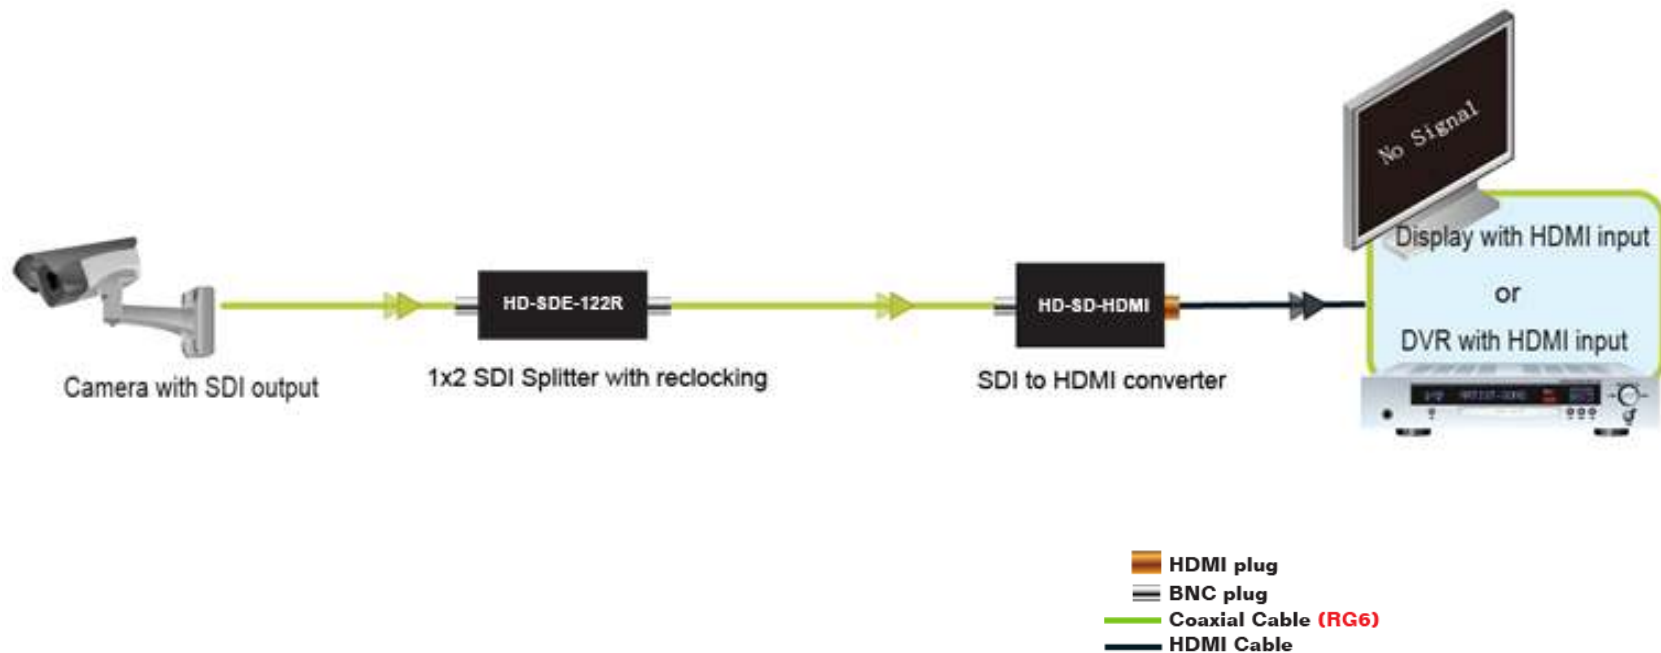 No Signal
Display with HDMI input
or
DVR with HDMI input
HD-SDE-122R
HD-SD-HDMI
Camera with SDI output
1x2 SDI Splitter with reclocking
SDI to HDMI converter
HDMI plug
BNC plug
Coaxial Cable (RG6)
HDMI Cable